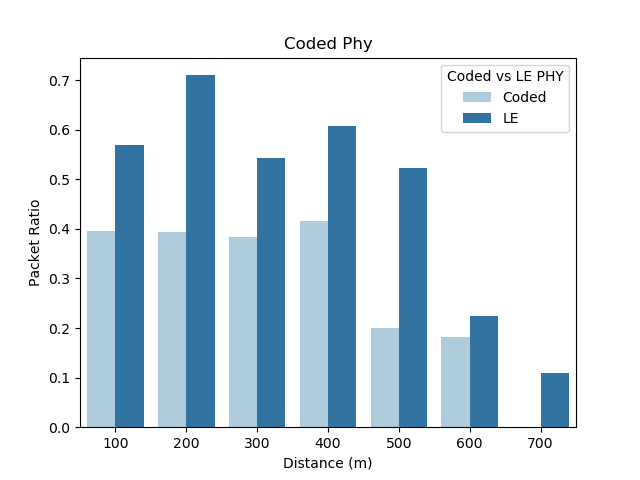 Coded Phy
Coded vs LE PHY
Coded
LE
Packet Ratio
0.7
0.6
0.5
0.4
0.3
0.2
0.1
0.0
100 200 300 400 500 600 700
Distance (m)